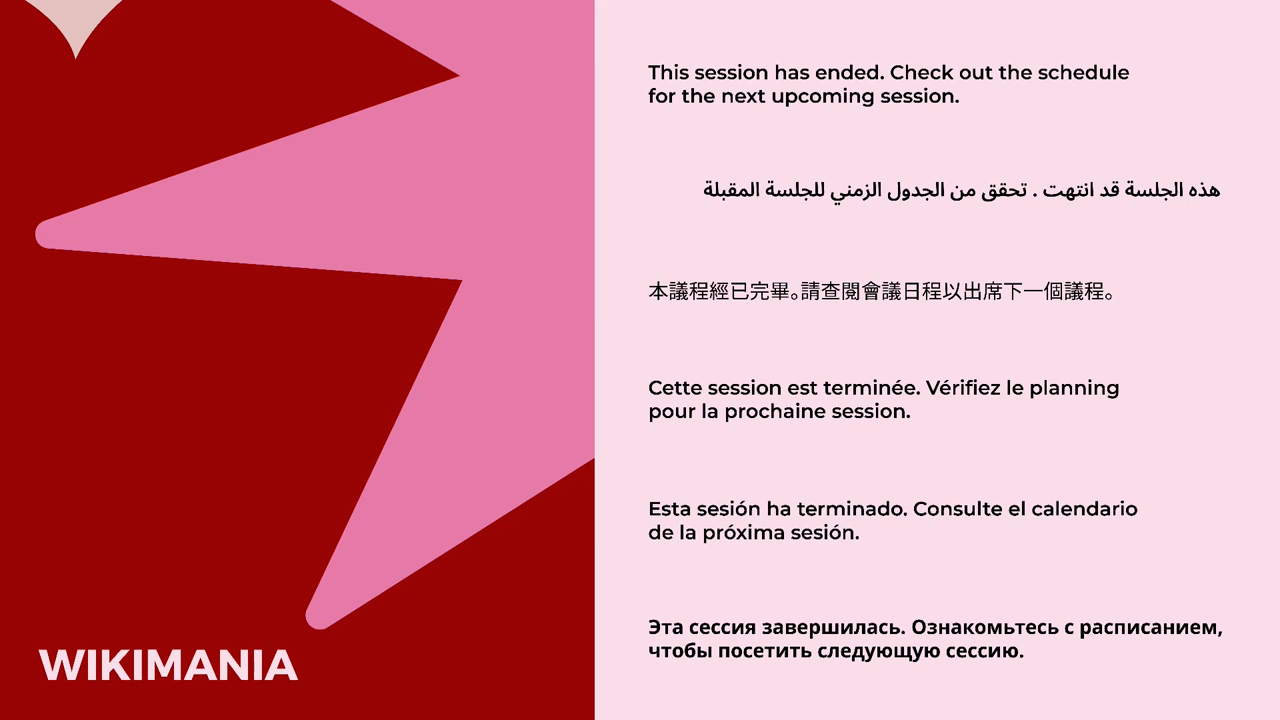 This session has ended. Check out the schedule
for the next upcoming session.
هذه الجلسة قد انتهت . تحقق من الجدول الزمني للجلسة المقبلة
本議程經已完畢。請查閱會議日程以出席下一個議程。
Cette session est terminée. Vérifiez le planning
pour la prochaine session.
Esta sesión ha terminado. Consulte el calendario
de la próxima sesión.
Эта сессия завершилась. Ознакомьтесь с расписанием,
чтобы посетить следующую сессию.
WIKIMANIA